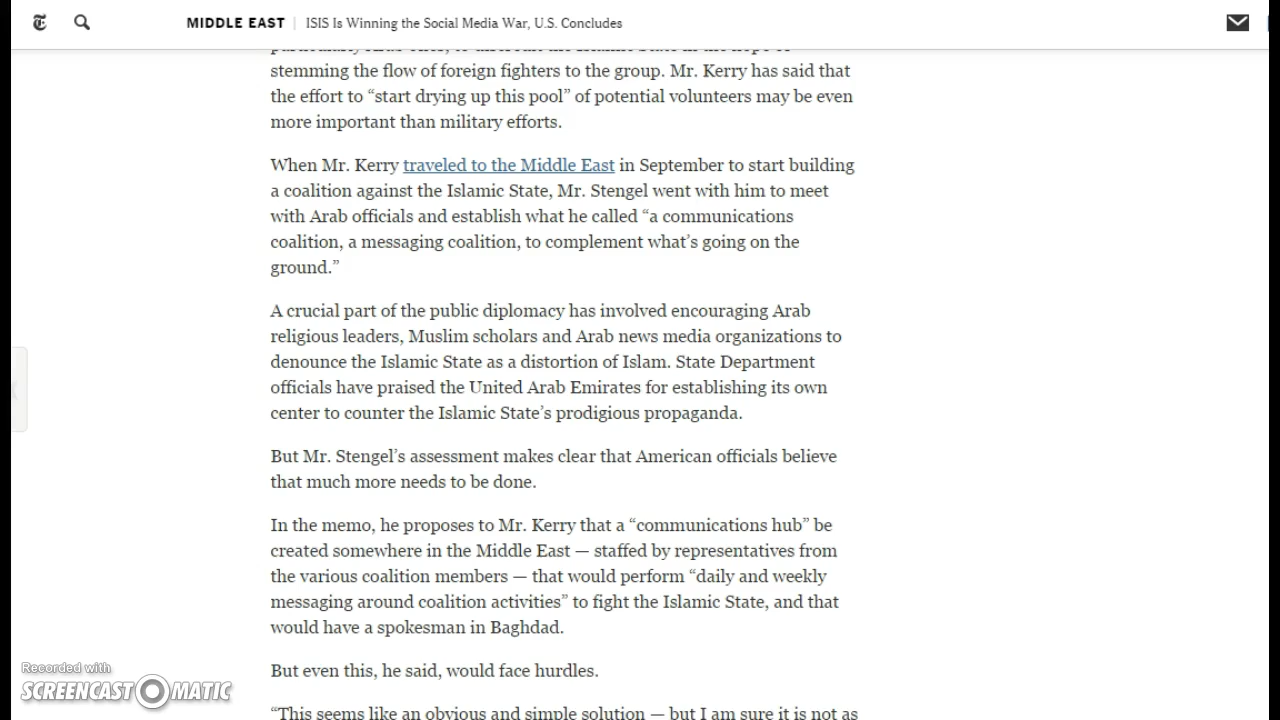 MIDDLE EAST | ISIS Is Winning the Social Media War, U.S. Concludes
stemming the flow of foreign fighters to the group. Mr. Kerry has said that
the effort to “start drying up this pool” of potential volunteers may be even
more important than military efforts.
When Mr. Kerry traveled to the Middle East in September to start building
a coalition against the Islamic State, Mr. Stengel went with him to meet
with Arab officials and establish what he called “a communications
coalition, a messaging coalition, to complement what’s going on the
ground.”
A crucial part of the public diplomacy has involved encouraging Arab
religious leaders, Muslim scholars and Arab news media organizations to
denounce the Islamic State as a distortion of Islam. State Department
officials have praised the United Arab Emirates for establishing its own
center to counter the Islamic State’s prodigious propaganda.
But Mr. Stengel’s assessment makes clear that American officials believe
that much more needs to be done.
In the memo, he proposes to Mr. Kerry that a “communications hub” be
created somewhere in the Middle East — staffed by representatives from
the various coalition members — that would perform “daily and weekly
messaging around coalition activities” to fight the Islamic State, and that
would have a spokesman in Baghdad.
But even this, he said, would face hurdles.
“This seems like an obvious and simple solution — but I am sure it is not as
Recorded with
SCREENCAST O MATIC